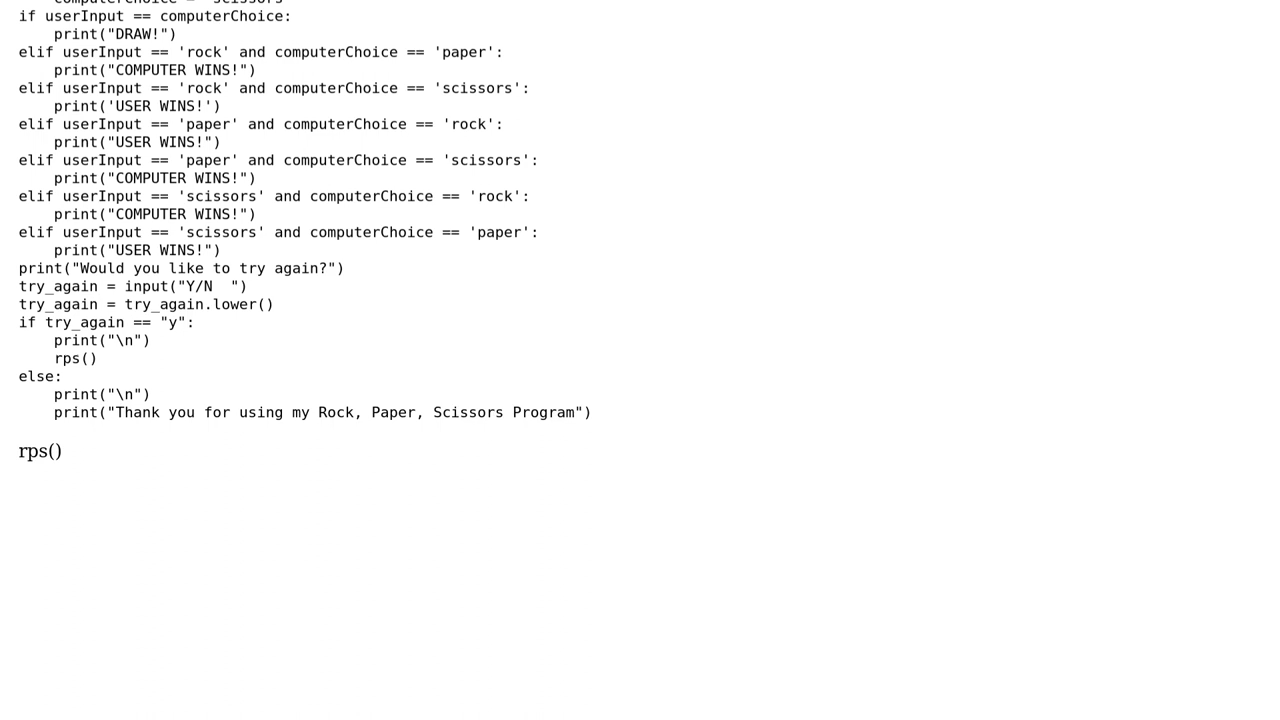 computerChoice = 'scissors'
if userInput == computerChoice:
    print("DRAW!")
elif userInput == 'rock' and computerChoice == 'paper':
    print("COMPUTER WINS!")
elif userInput == 'rock' and computerChoice == 'scissors':
    print('USER WINS!')
elif userInput == 'paper' and computerChoice == 'rock':
    print("USER WINS!")
elif userInput == 'paper' and computerChoice == 'scissors':
    print("COMPUTER WINS!")
elif userInput == 'scissors' and computerChoice == 'rock':
    print("COMPUTER WINS!")
elif userInput == 'scissors' and computerChoice == 'paper':
    print("USER WINS!")
print("Would you like to try again?")
try_again = input("Y/N  ")
try_again = try_again.lower()
if try_again == "y":
    print("\n")
    rps()
else:
    print("\n")
    print("Thank you for using my Rock, Paper, Scissors Program")
rps()